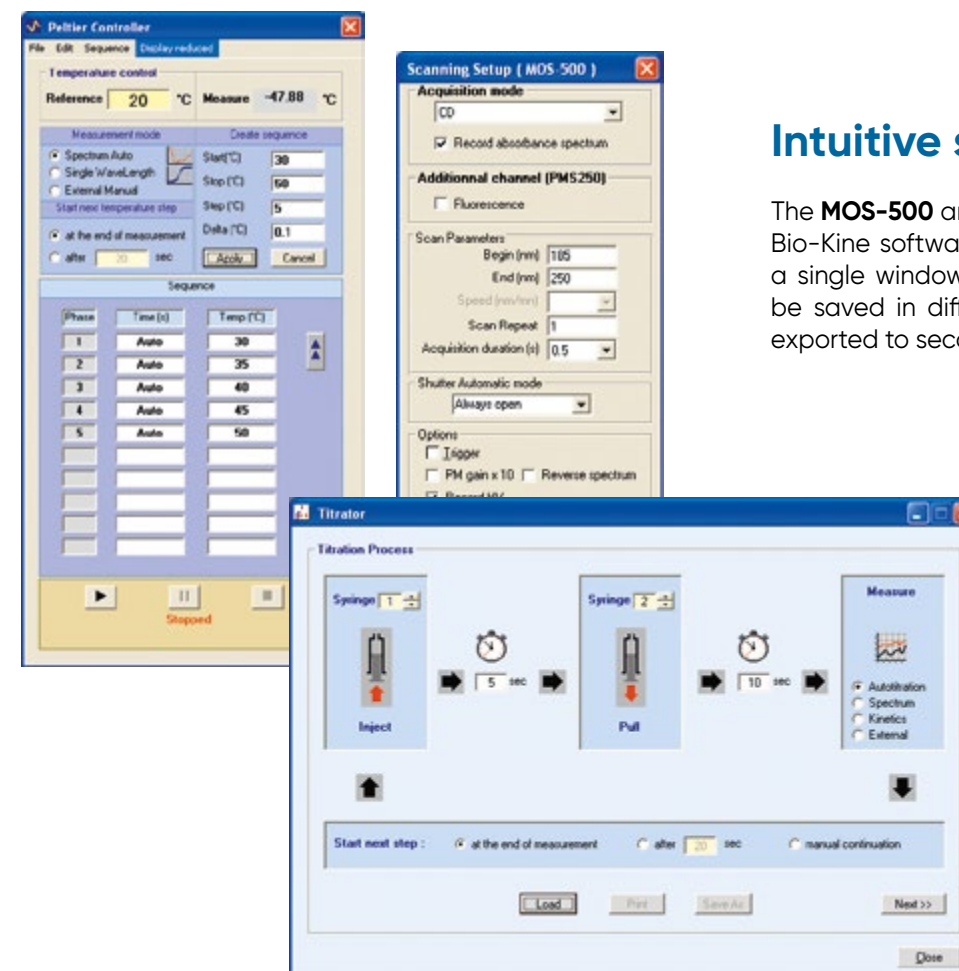 Peltier Controller
File Edit Sequence Display reduced
Temperature control
Reference 20 °C Measure -47.88 °C
Measurement mode
Spectrum Auto
Single WaveLength
External Manual
Start next temperature step
at the end of measurement
after 20 sec
Create sequence
Start(°C) 30
Stop (°C) 50
Step (°C) 5
Delta (°C) 0.1
Apply Cancel
Sequence
Phase Time (s) Temp (°C)
1 Auto 30
2 Auto 35
3 Auto 40
4 Auto 45
5 Auto 50
Stopped
Scanning Setup ( MOS-500 )
Acquisition mode
CD
Record absorbance spectrum
Additionnal channel (PMS250)
Fluorescence
Scan Parameters
Begin (nm) 185
End (nm) 250
Speed (nm/mn)
Scan Repeat 1
Acquisition duration (s) 0.5
Shutter Automatic mode
Always open
Options
Trigger
PM gain x 10 Reverse spectrum
Record HV
Intuitive s
The MOS-500 a
Bio-Kine softwa
a single window
be saved in diff
exported to sec
Titrator
Titration Process
Syringe 1
Inject
5 sec
Syringe 2
Pull
10 sec
Measure
Autotitration
Spectrum
Kinetics
External
Start next step : at the end of measurement after 20 sec manual continuation
Load Print Save As Next >>
Close